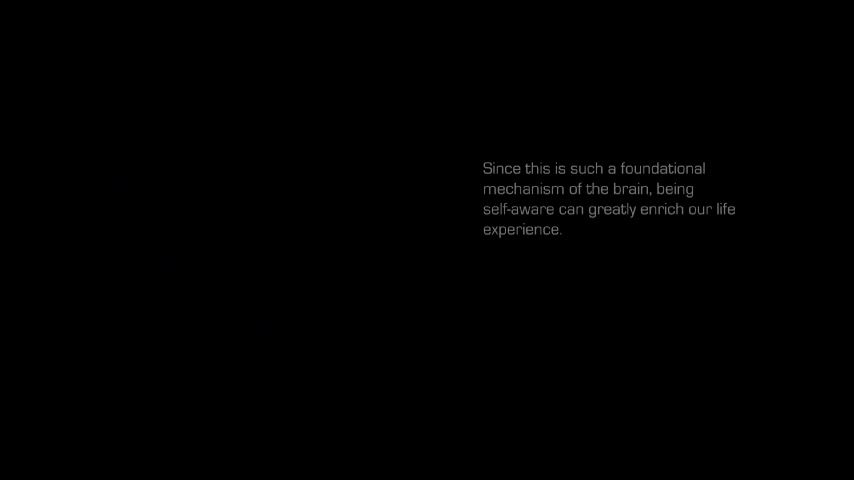 Since this is such a foundational
mechanism of the brain, being
self-aware can greatly enrich our life
experience.